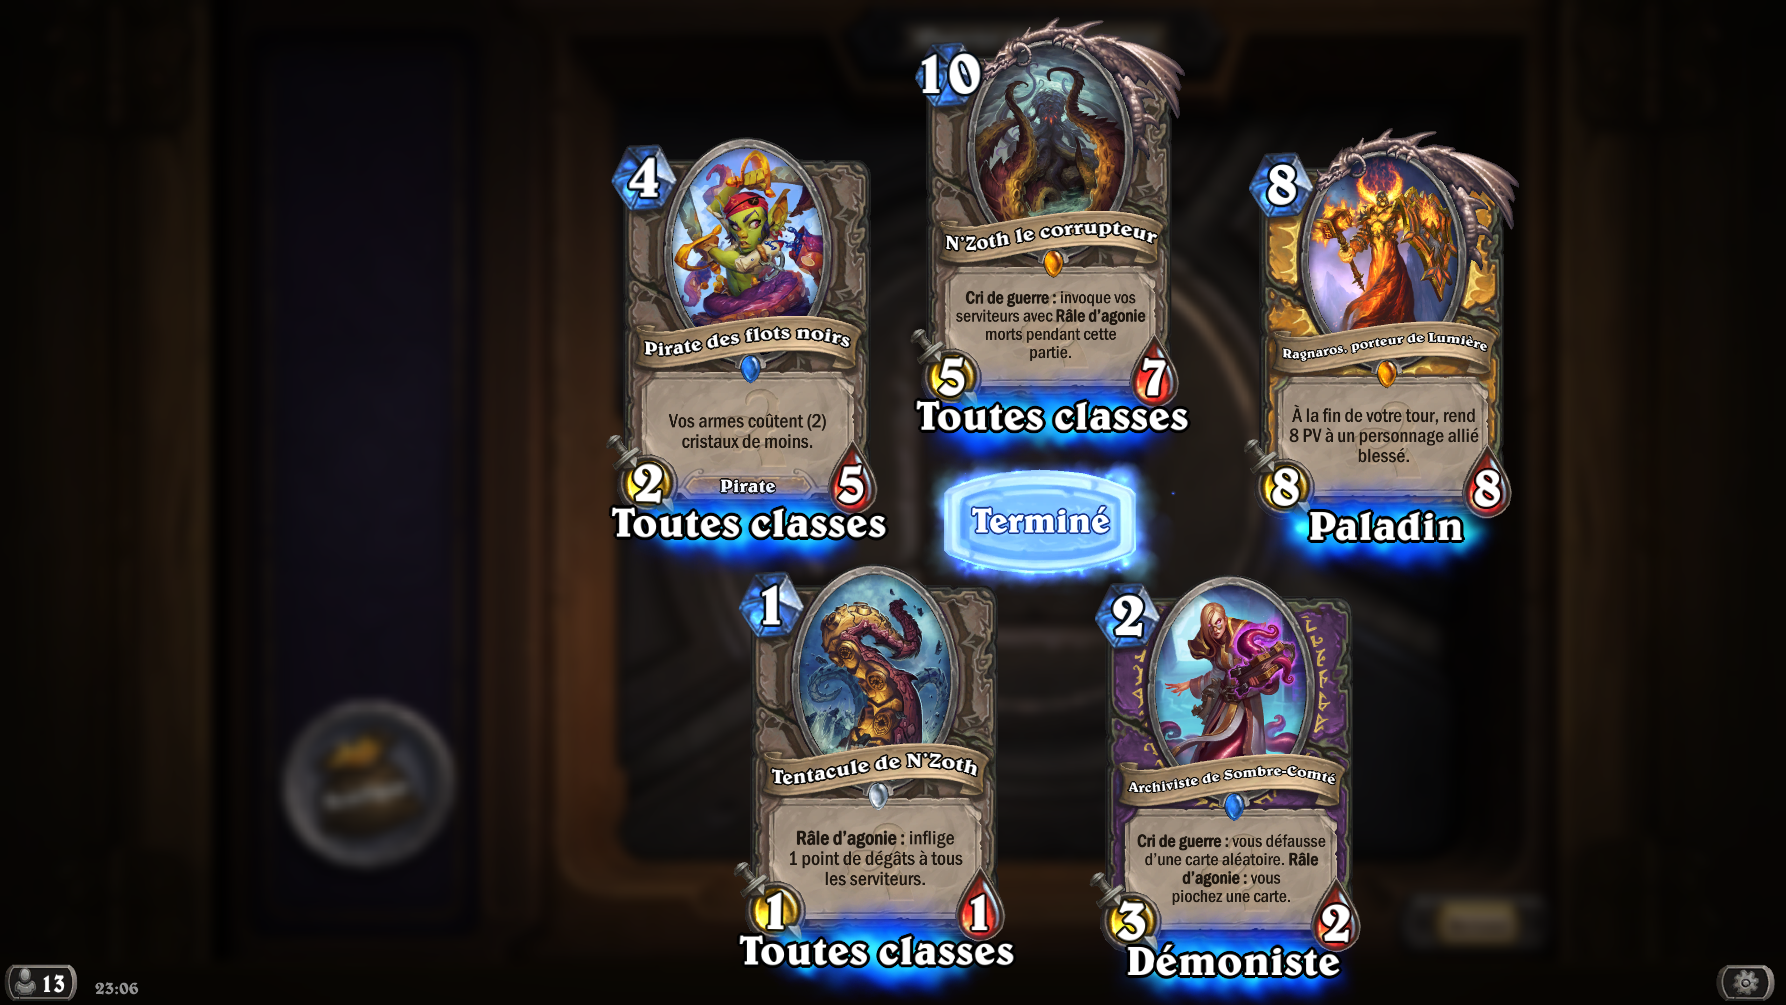 10
N'Zoth le corrupteur
Cri de guerre : invoque vos
serviteurs avec Râle d'agonie
morts pendant cette
partie.
5
7
Toutes classes
4
Pirate des flots noirs
Vos armes coûtent (2)
cristaux de moins.
Pirate
2
5
Toutes classes
8
Ragnaros, porteur de Lumière
À la fin de votre tour, rend
8 PV à un personnage allié
blessé.
8
8
Paladin
Terminé
1
Tentacule de N'Zoth
Râle d'agonie : inflige
1 point de dégâts à tous
les serviteurs.
1
1
Toutes classes
2
Archiviste de Sombre-Comté
Cri de guerre : vous défausse
d'une carte aléatoire. Râle
d'agonie : vous
piochez une carte.
3
2
Démoniste
13
23:06